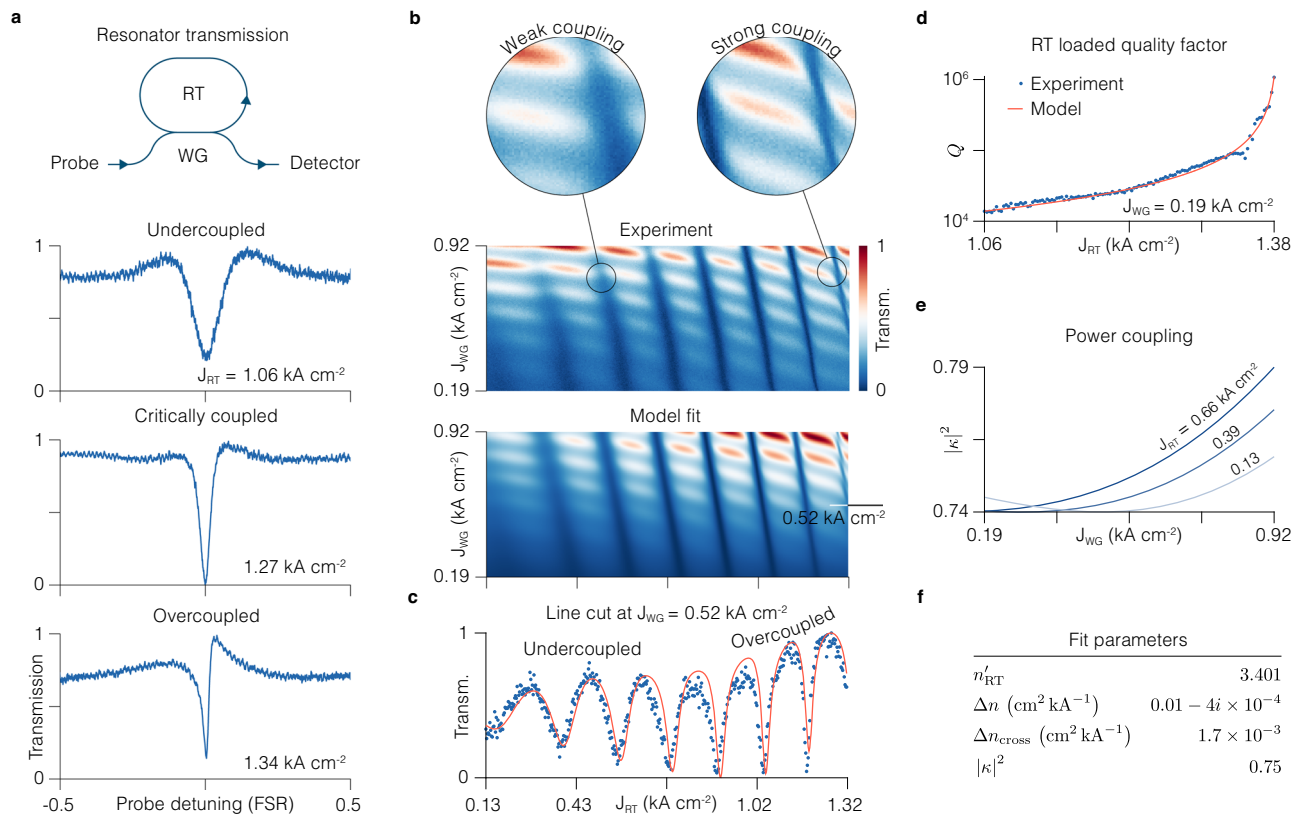 a
Resonator transmission
RT
WG
Probe
Detector
Undercoupled
1
0
J_RT = 1.06 kA cm⁻²
Critically coupled
1
0
1.27 kA cm⁻²
Overcoupled
1
0
1.34 kA cm⁻²
Transmission
-0.5
Probe detuning (FSR)
0.5
b
Weak coupling
Strong coupling
Experiment
0.92
0.19
J_WG (kA cm⁻²)
1
0
Transm.
Model fit
0.92
0.19
J_WG (kA cm⁻²)
0.52 kA cm⁻²
c
Line cut at J_WG = 0.52 kA cm⁻²
Undercoupled
Overcoupled
1
0
Transm.
0.13
0.43
J_RT (kA cm⁻²)
1.02
1.32
d
RT loaded quality factor
10⁶
10⁴
Q
Experiment
Model
J_WG = 0.19 kA cm⁻²
1.06
J_RT (kA cm⁻²)
1.38
e
Power coupling
0.79
0.74
|κ|²
J_RT = 0.66 kA cm⁻²
0.39
0.13
0.19
J_WG (kA cm⁻²)
0.92
f
Fit parameters
n′_RT 3.401
Δn (cm² kA⁻¹) 0.01 − 4i × 10⁻⁴
Δn_cross (cm² kA⁻¹) 1.7 × 10⁻³
|κ|² 0.75